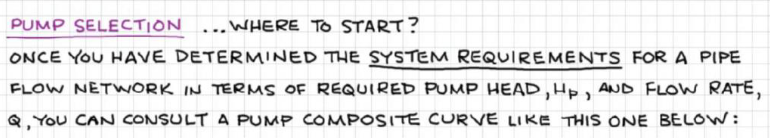 PUMP SELECTION ...WHERE TO START?
ONCE YOU HAVE DETERMINED THE SYSTEM REQUIREMENTS FOR A PIPE
FLOW NETWORK IN TERMS OF REQUIRED PUMP HEAD, Hp, AND FLOW RATE,
Q, YOU CAN CONSULT A PUMP COMPOSITE CURVE LIKE THIS ONE BELOW: